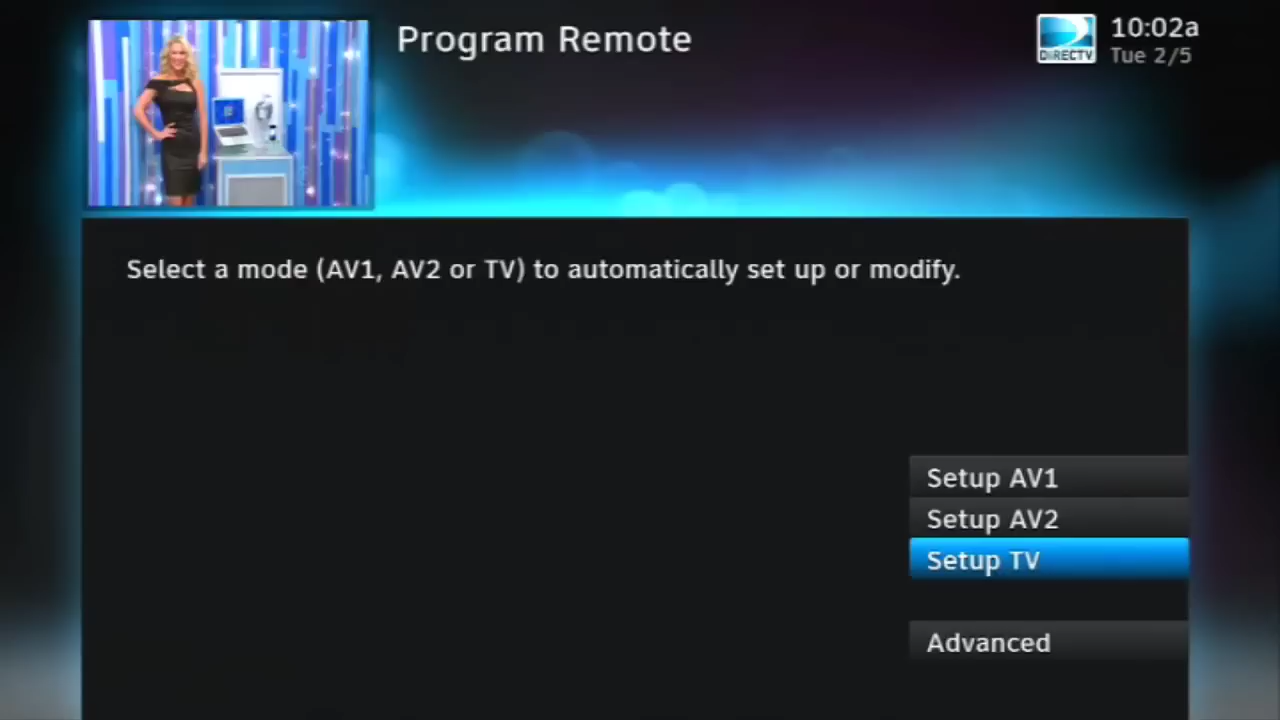 Program Remote
DIRECTV
10:02a
Tue 2/5
Select a mode (AV1, AV2 or TV) to automatically set up or modify.
Setup AV1
Setup AV2
Setup TV
Advanced